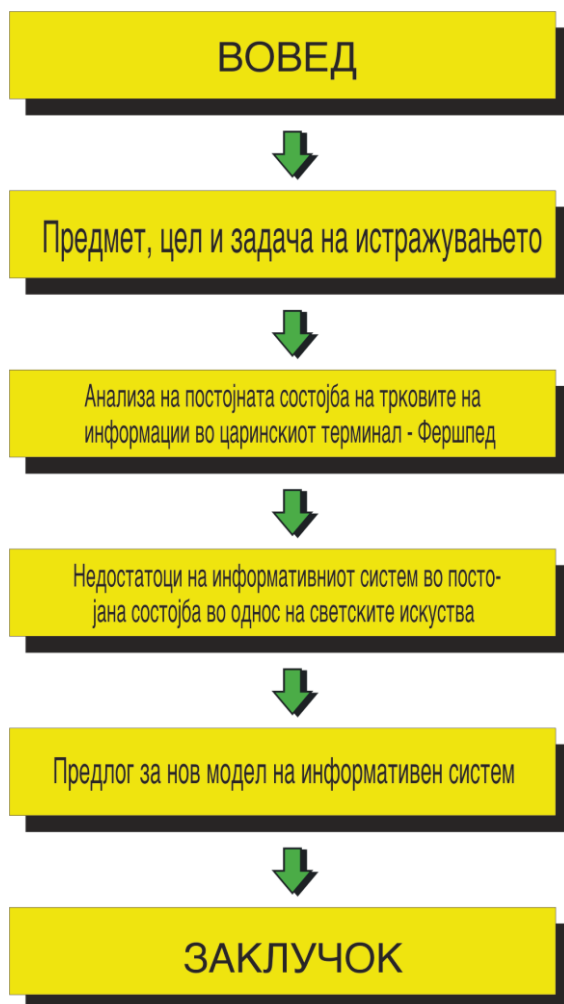 ВОВЕД
Предмет, цел и задача на истражувањето
Анализа на постојната состојба на трковите на
информации во царинскиот терминал - Фершпед
Недостатоци на информативниот систем во посто-
јана состојба во однос на светските искуства
Предлог за нов модел на информативен систем
ЗАКЛУЧОК